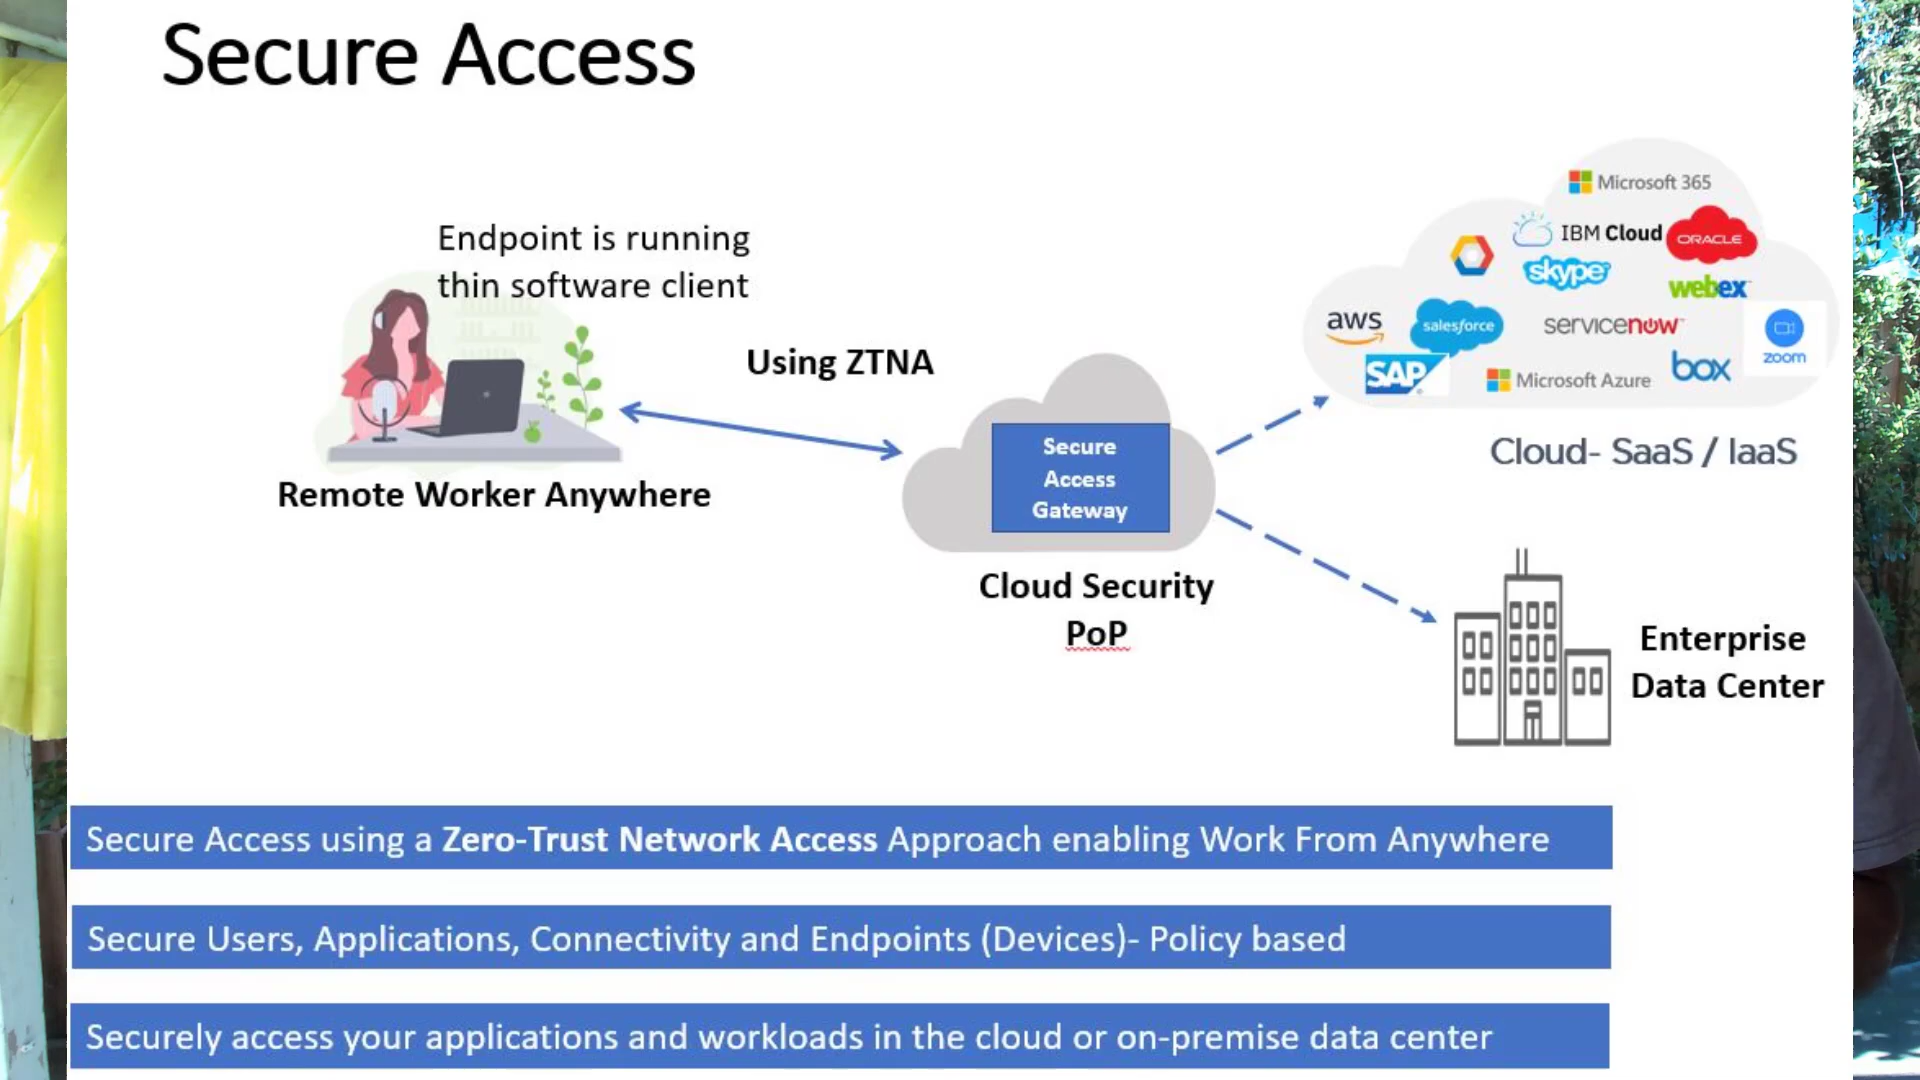 Secure Access
Endpoint is running
thin software client
Using ZTNA
Remote Worker Anywhere
Secure
Access
Gateway
Cloud Security
PoP
Microsoft 365
IBM Cloud
ORACLE
skype
webex
aws
salesforce
servicenow
zoom
SAP
Microsoft Azure
box
Cloud- SaaS / IaaS
Enterprise
Data Center
Secure Access using a Zero-Trust Network Access Approach enabling Work From Anywhere
Secure Users, Applications, Connectivity and Endpoints (Devices)- Policy based
Securely access your applications and workloads in the cloud or on-premise data center